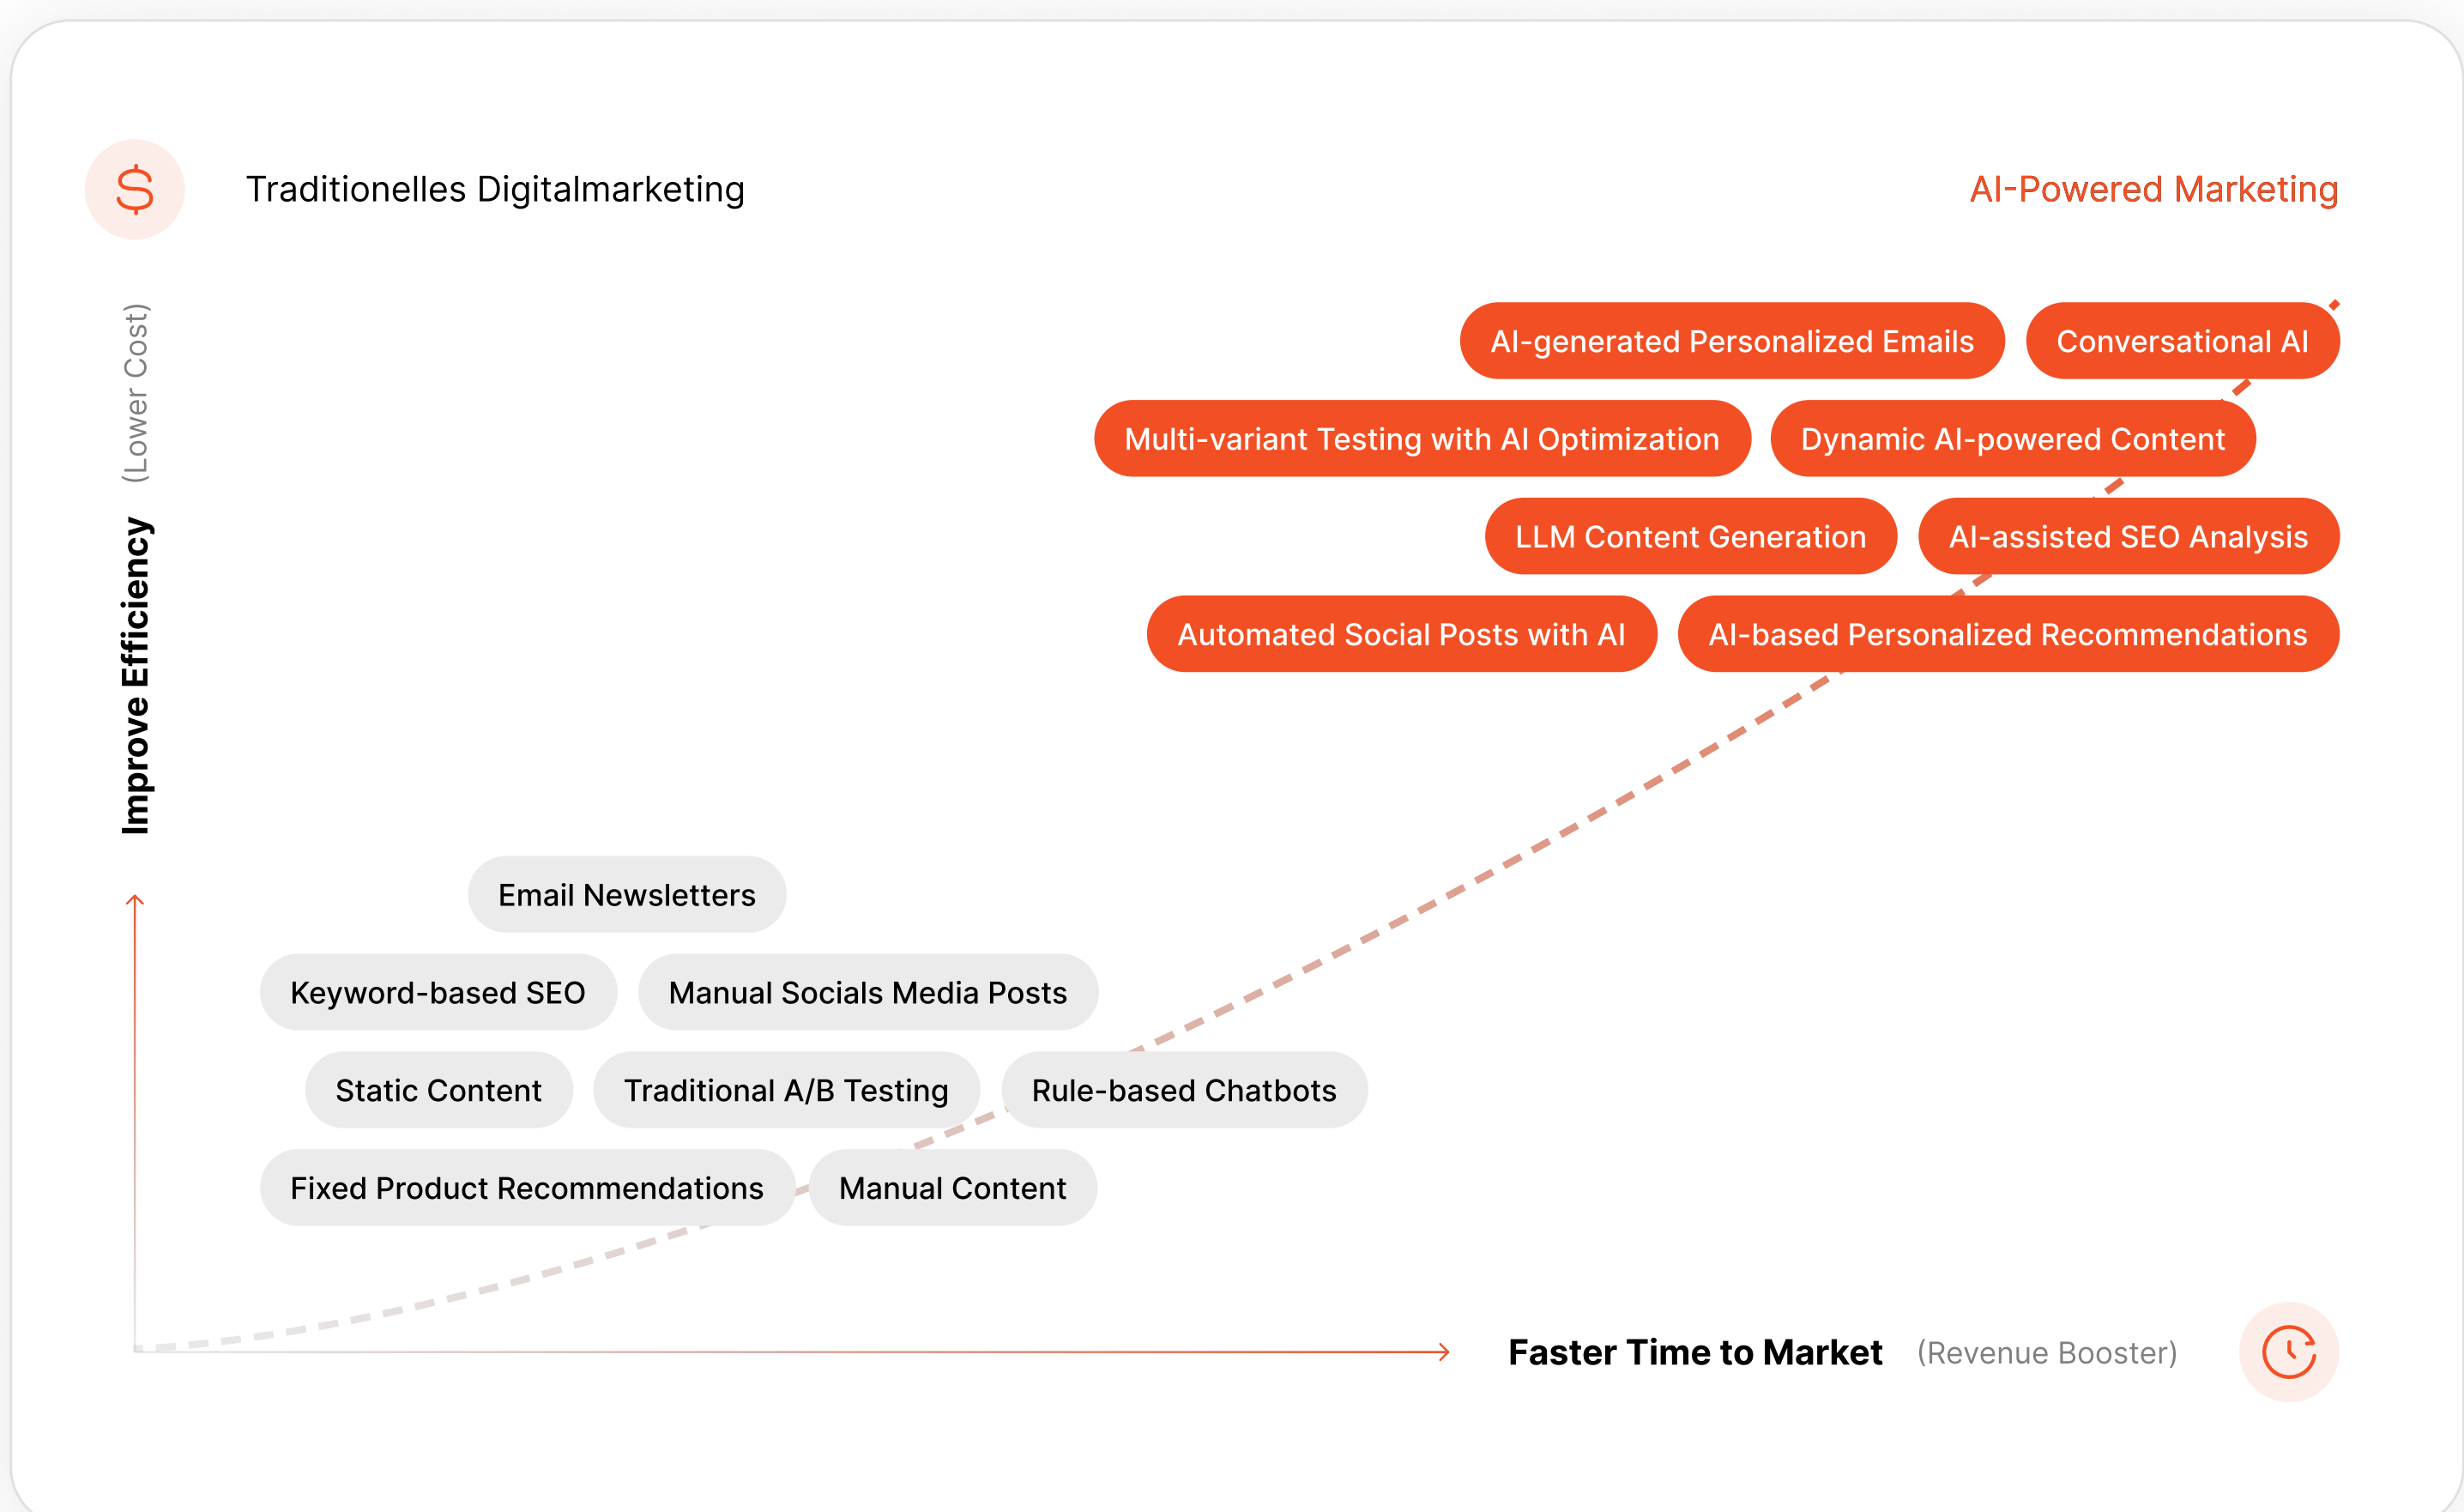 $
Traditionelles Digitalmarketing
AI-Powered Marketing
Improve Efficiency (Lower Cost)
AI-generated Personalized Emails
Conversational AI
Multi-variant Testing with AI Optimization
Dynamic AI-powered Content
LLM Content Generation
AI-assisted SEO Analysis
Automated Social Posts with AI
AI-based Personalized Recommendations
Email Newsletters
Keyword-based SEO
Manual Socials Media Posts
Static Content
Traditional A/B Testing
Rule-based Chatbots
Fixed Product Recommendations
Manual Content
Faster Time to Market (Revenue Booster)